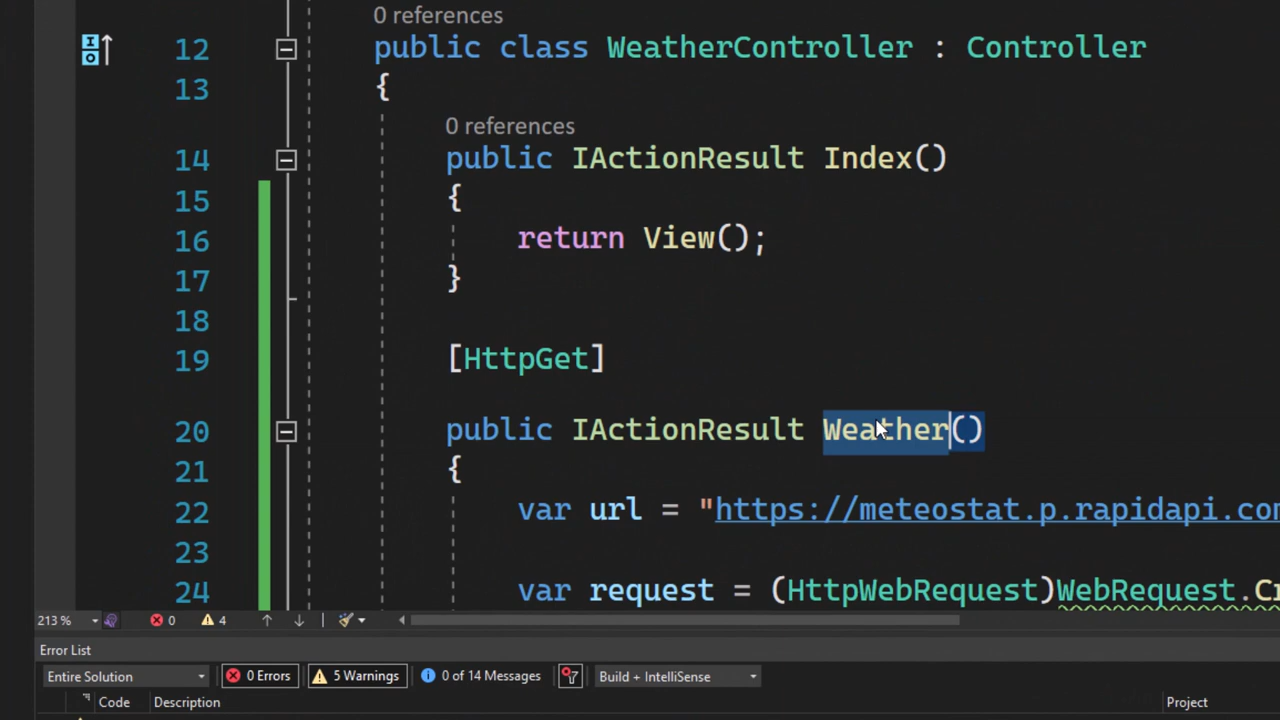 0 references
12 public class WeatherController : Controller
13 {
0 references
14 public IActionResult Index()
15 {
16 return View();
17 }
18
19 [HttpGet]
20 public IActionResult Weather()
21 {
22 var url = "https://meteostat.p.rapidapi.com
23
24 var request = (HttpWebRequest)WebRequest.Cr
213 % 0 4
Error List
Entire Solution 0 Errors 5 Warnings 0 of 14 Messages Build + IntelliSense
Code Description Project